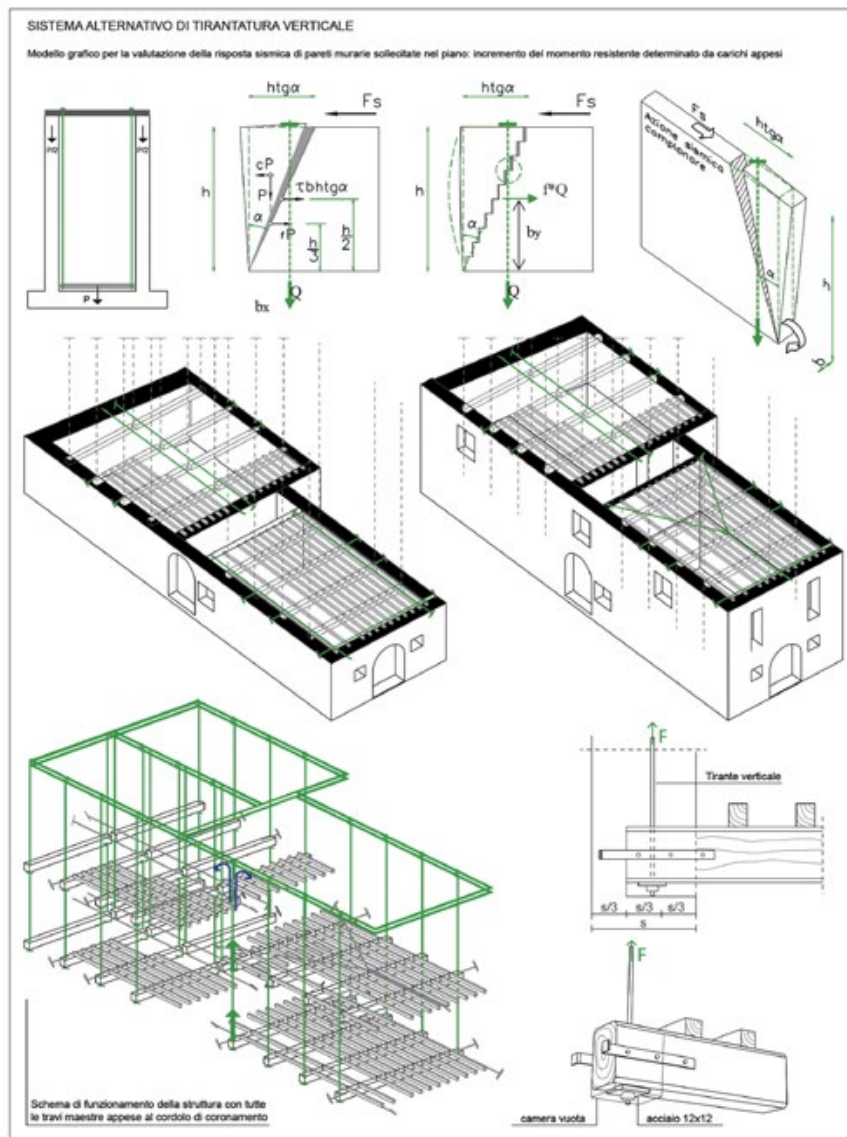 SISTEMA ALTERNATIVO DI TIRANTATURA VERTICALE
Modello grafico per la valutazione della risposta sismica di pareti murarie sollecitate nel piano: incremento del momento resistente determinato da carichi appesi
htgα
Fs
htgα
Fs
Fs
htgα
Azione sismica
complanare
P/2
P/2
P
h
cP
P
τbhtgα
α
rP
h/3
h/2
bx
Q
h
f*Q
α
by
Q
α
h
b
F
Tirante verticale
s/3
s/3
s/3
s
F
Schema di funzionamento della struttura con tutte
le travi maestre appese al cordolo di coronamento
camera vuota
acciaio 12x12